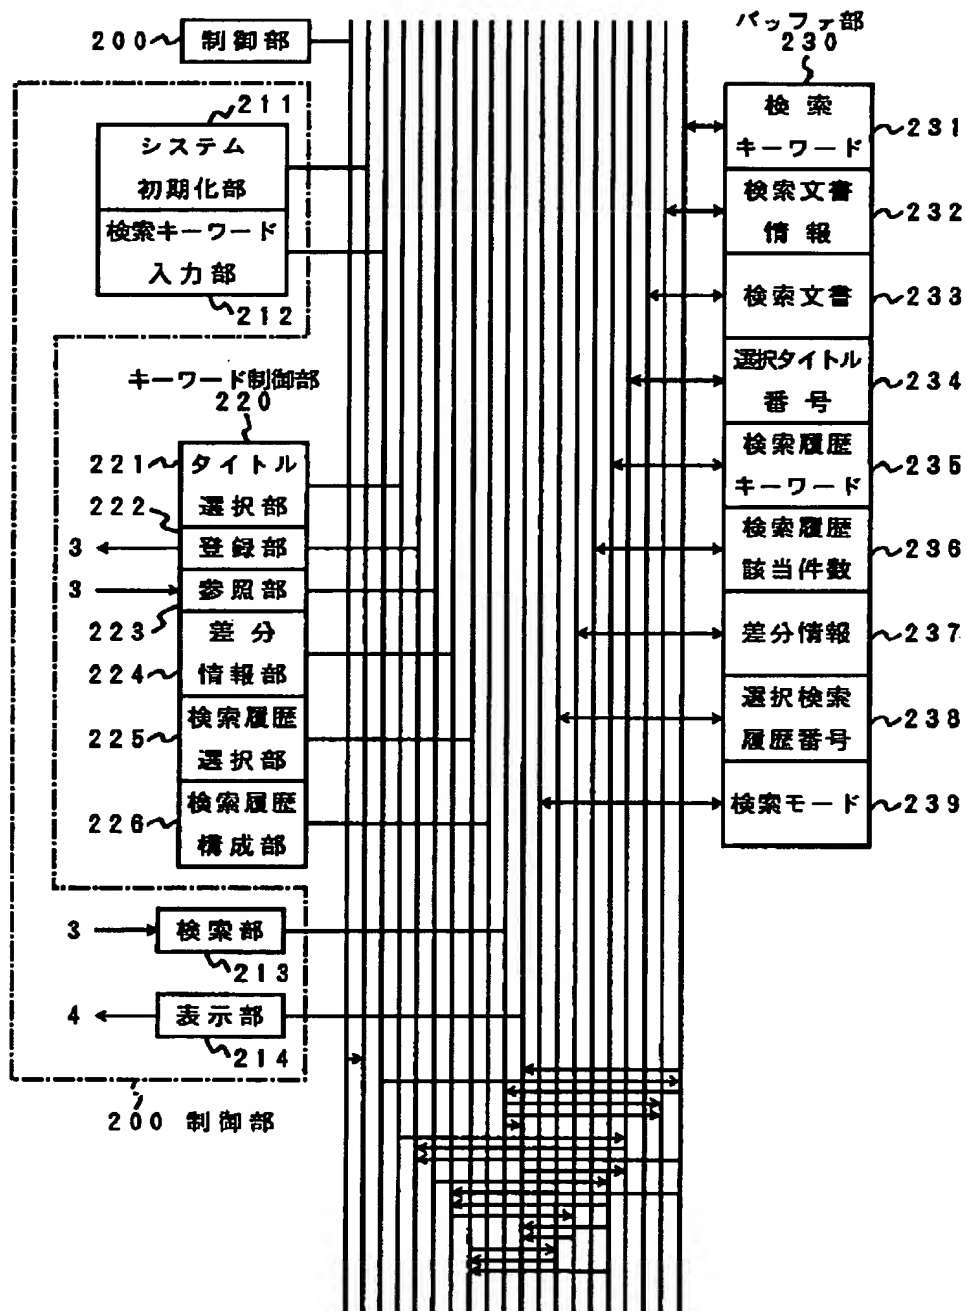 200 制御部
211
システム
初期化部
検索キーワード
入力部
212
キーワード制御部
220
221 タイトル
選択部
222
3 登録部
3 参照部
223
差分
224 情報部
検索履歴
225 選択部
検索履歴
226 構成部
3 検索部
213
4 表示部
214
200 制御部
バッファ部
230
検索
キーワード 231
検索文書
情報 232
検索文書 233
選択タイトル
番号 234
検索履歴
キーワード 235
検索履歴
該当件数 236
差分情報 237
選択検索
履歴番号 238
検索モード 239